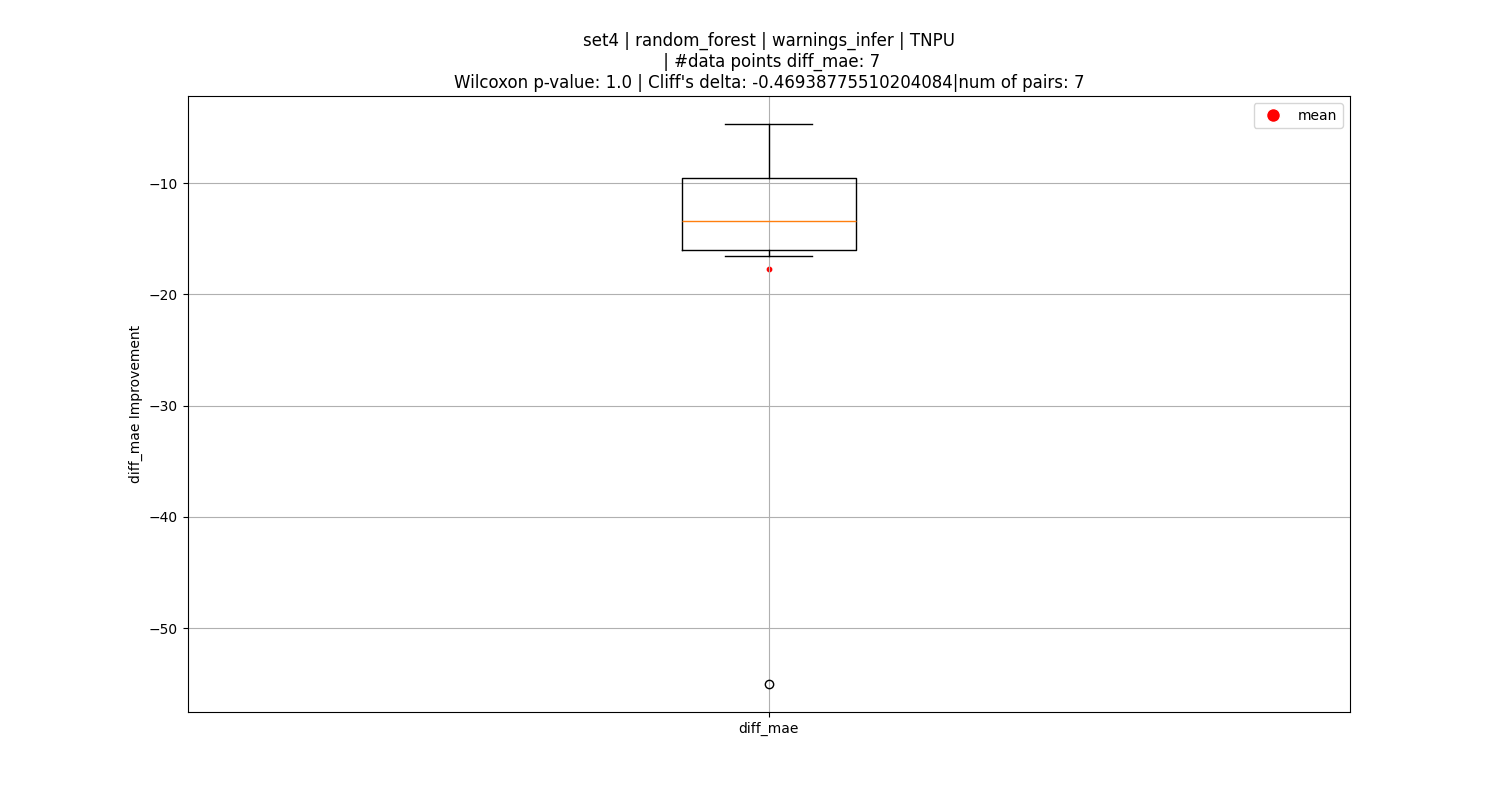 set4 | random_forest | warnings_infer | TNPU
| #data points diff_mae: 7
Wilcoxon p-value: 1.0 | Cliff's delta: -0.46938775510204084|num of pairs: 7
mean
−10
−20
−30
−40
−50
diff_mae Improvement
diff_mae